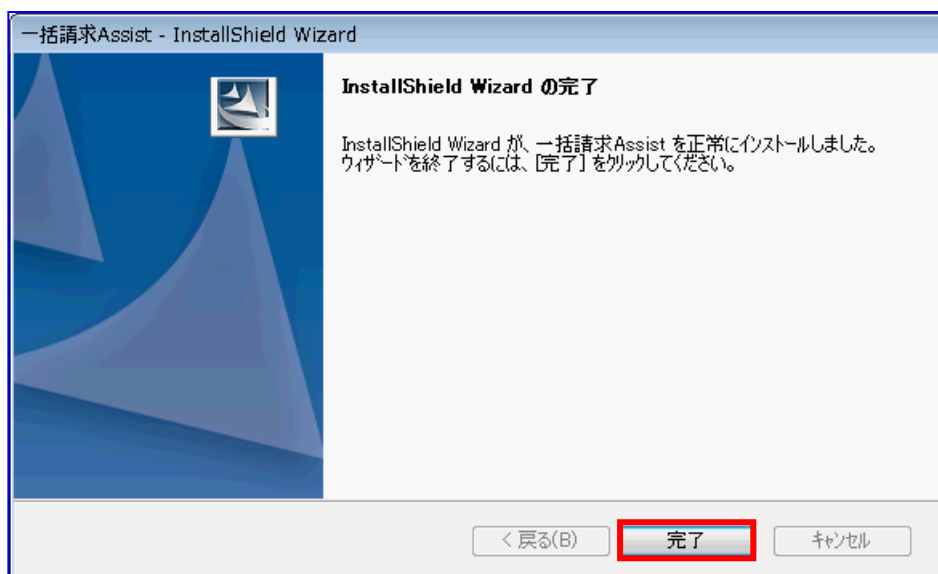 一括請求Assist - InstallShield Wizard
InstallShield Wizard の完了
InstallShield Wizard が、一括請求Assist を正常にインストールしました。
ウィザードを終了するには、[完了] をクリックしてください。
< 戻る(B)
完了
キャンセル